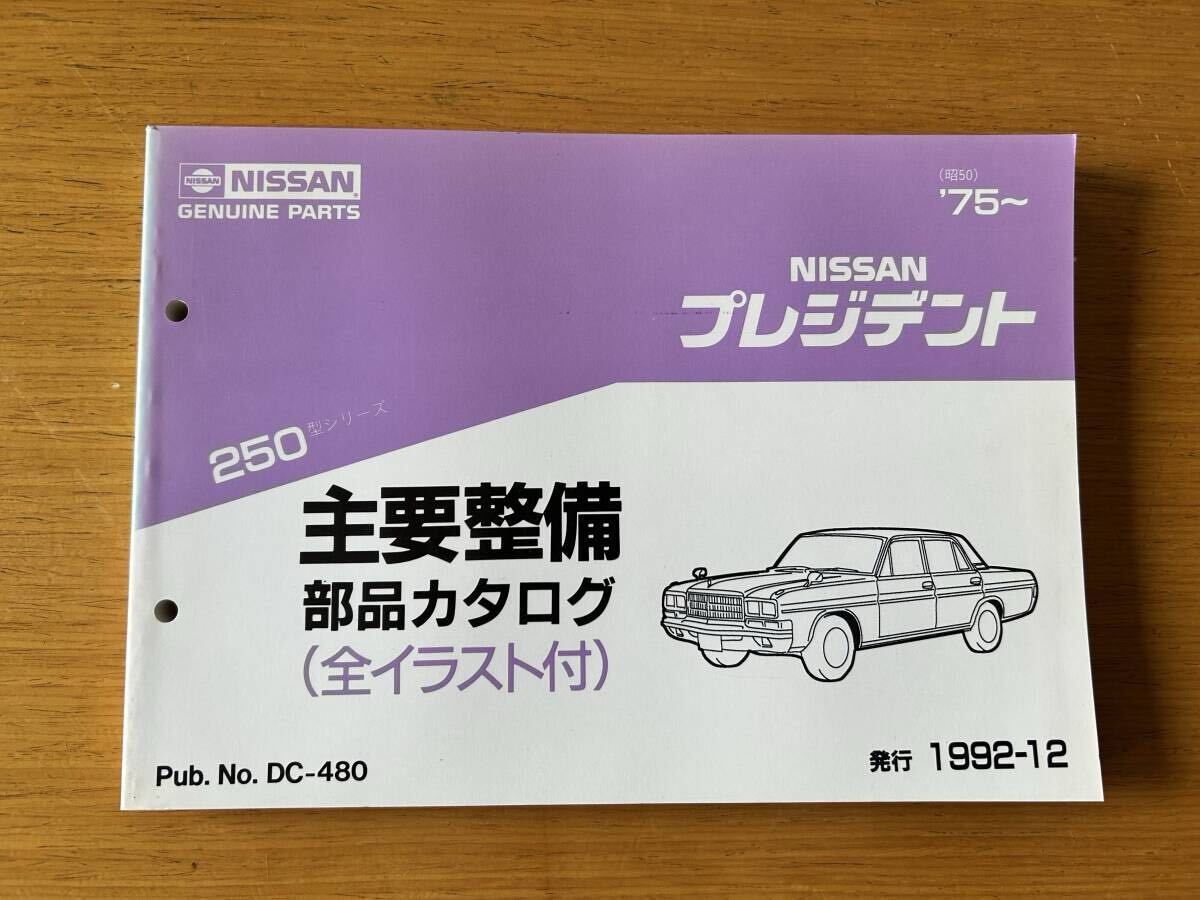 NISSAN NISSAN
GENUINE PARTS
(昭50)
'75~
NISSAN
プレジデント
250型シリーズ
主要整備
部品カタログ
(全イラスト付)
Pub. No. DC-480
発行 1992-12